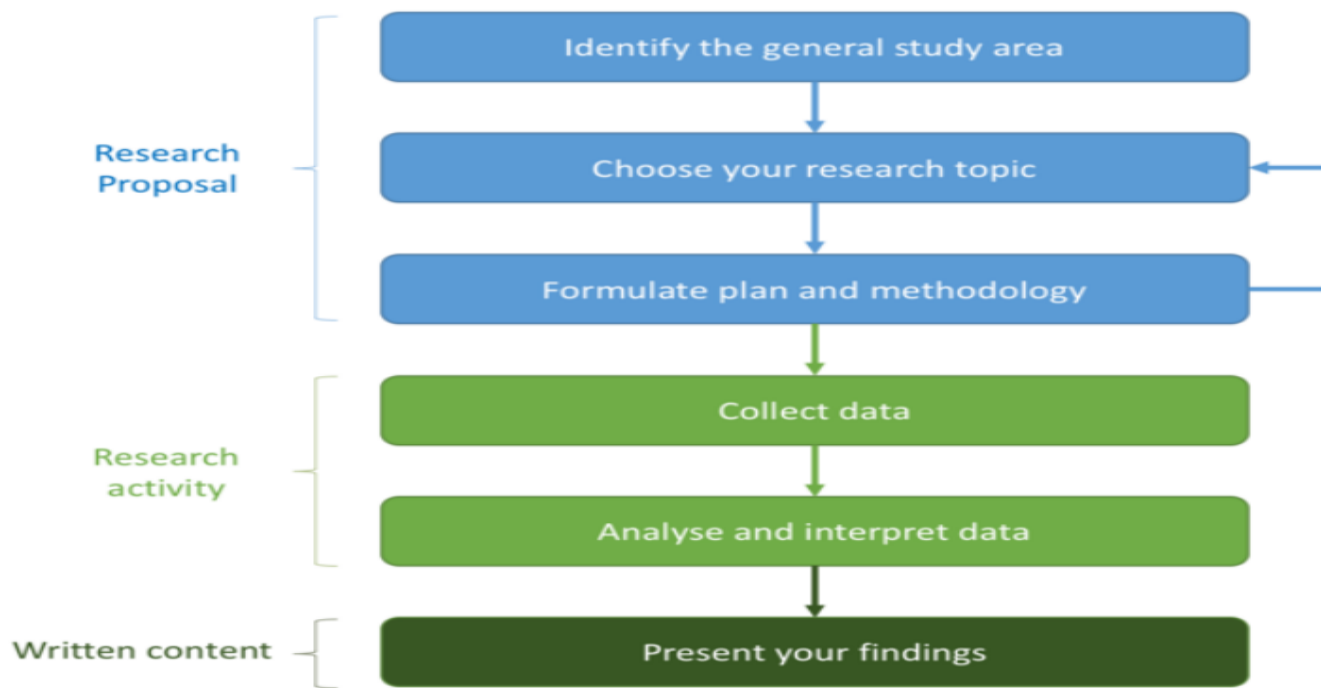 Identify the general study area
Research
Proposal
Choose your research topic
Formulate plan and methodology
Collect data
Research
activity
Analyse and interpret data
Written content
Present your findings